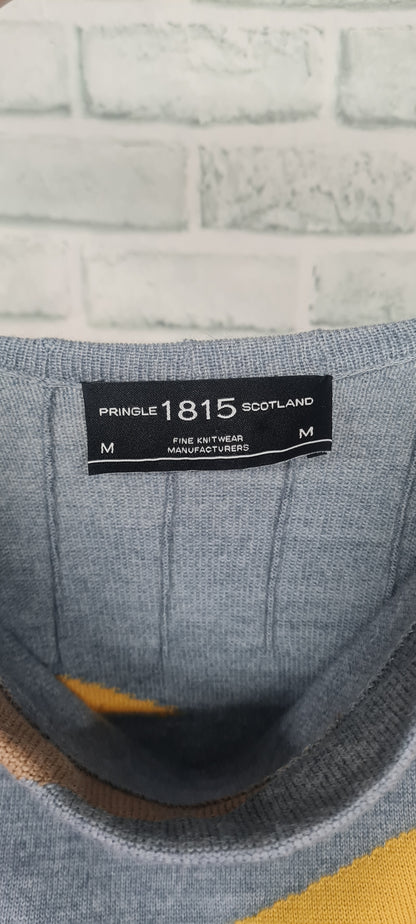 PRINGLE 1815 SCOTLAND
M FINE KNITWEAR M
MANUFACTURERS